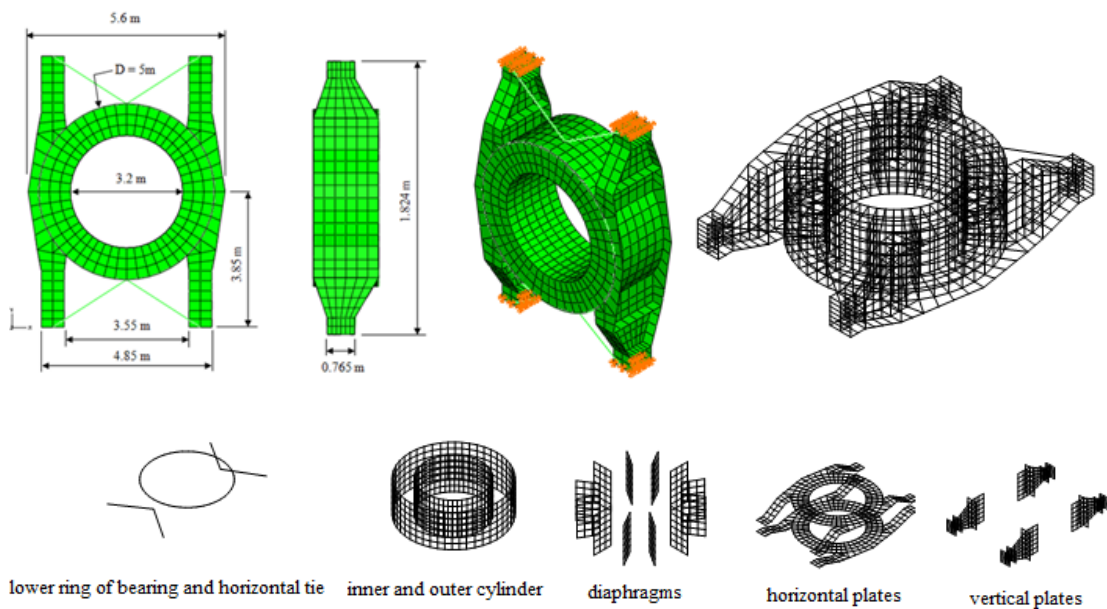 5.6 m
D = 5m
3.2 m
3.85 m
3.55 m
4.85 m
1.824 m
0.765 m
lower ring of bearing and horizontal tie
inner and outer cylinder
diaphragms
horizontal plates
vertical plates